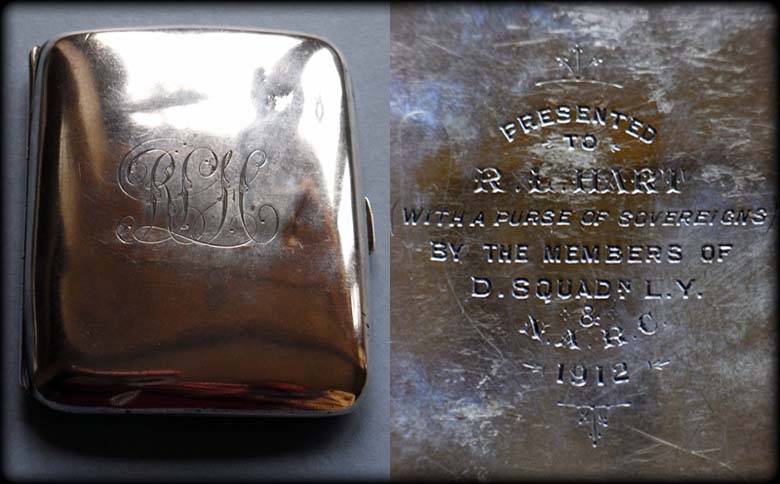 RLH
PRESENTED
TO
R. L. HART
(WITH A PURSE OF SOVEREIGNS)
BY THE MEMBERS OF
D. SQUADN L.Y.
&
A.R.C.
1912